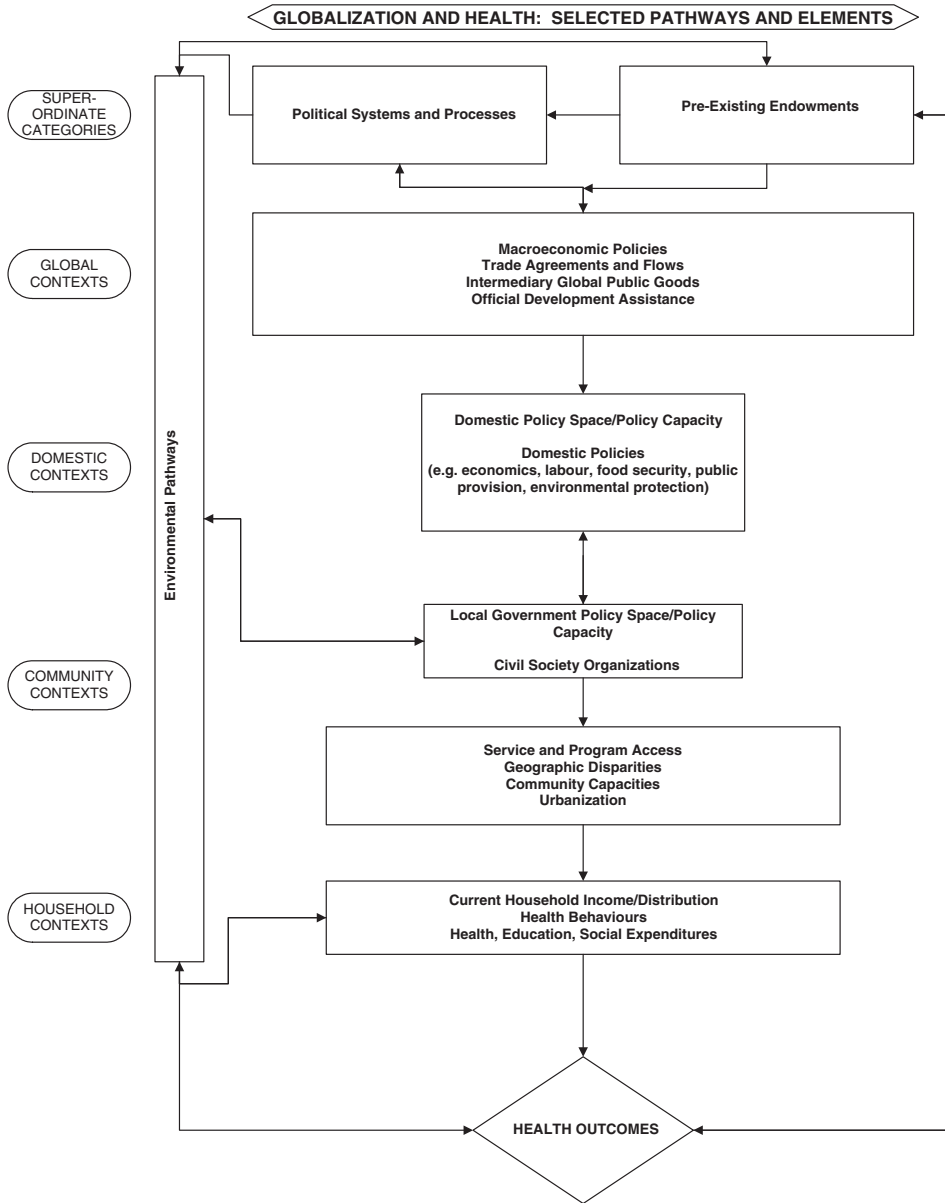 GLOBALIZATION AND HEALTH: SELECTED PATHWAYS AND ELEMENTS
SUPER-
ORDINATE
CATEGORIES
Political Systems and Processes
Pre-Existing Endowments
GLOBAL
CONTEXTS
Macroeconomic Policies
Trade Agreements and Flows
Intermediary Global Public Goods
Official Development Assistance
DOMESTIC
CONTEXTS
Environmental Pathways
Domestic Policy Space/Policy Capacity
Domestic Policies
(e.g. economics, labour, food security, public
provision, environmental protection)
COMMUNITY
CONTEXTS
Local Government Policy Space/Policy
Capacity
Civil Society Organizations
Service and Program Access
Geographic Disparities
Community Capacities
Urbanization
HOUSEHOLD
CONTEXTS
Current Household Income/Distribution
Health Behaviours
Health, Education, Social Expenditures
HEALTH OUTCOMES